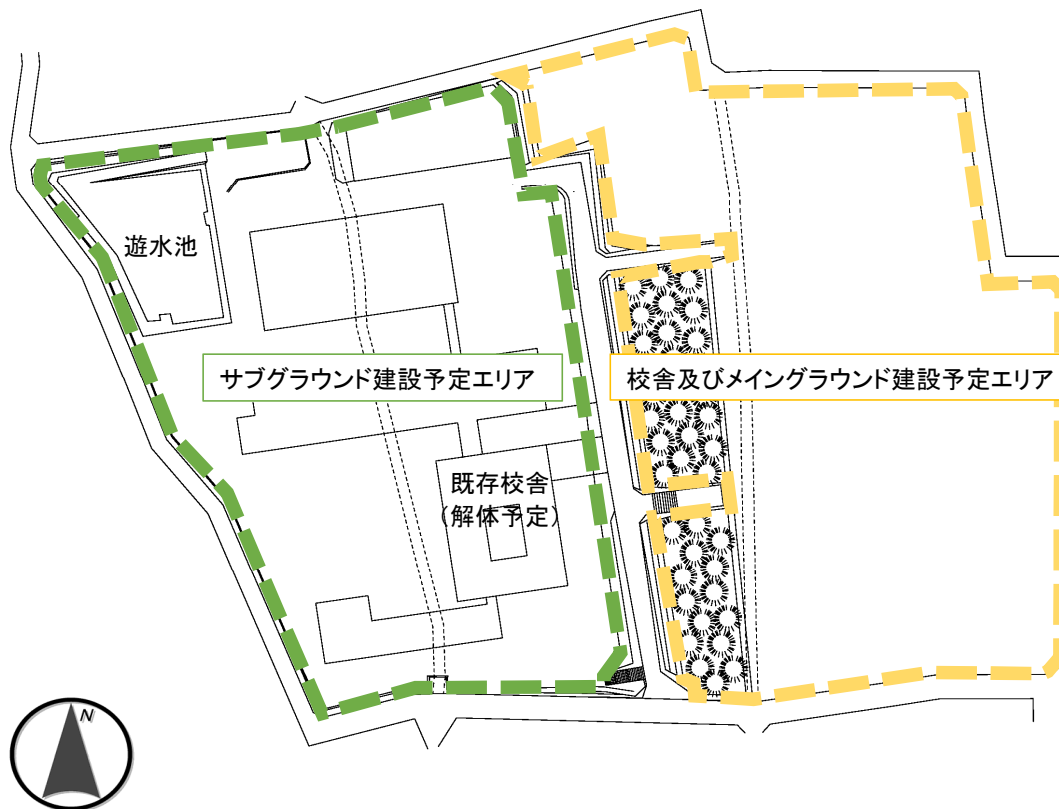 遊水池
サブグラウンド建設予定エリア
校舎及びメイングラウンド建設予定エリア
既存校舎
（解体予定）
N